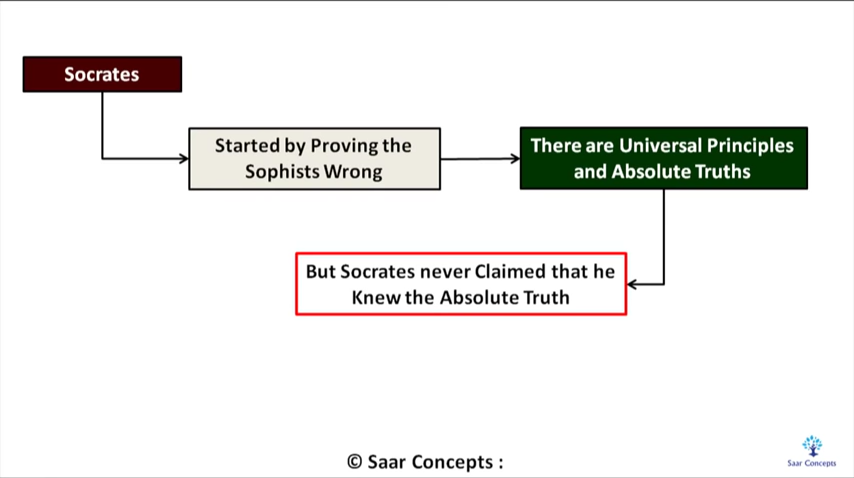 Socrates
Started by Proving the
Sophists Wrong
There are Universal Principles
and Absolute Truths
But Socrates never Claimed that he
Knew the Absolute Truth
© Saar Concepts :
Saar Concepts